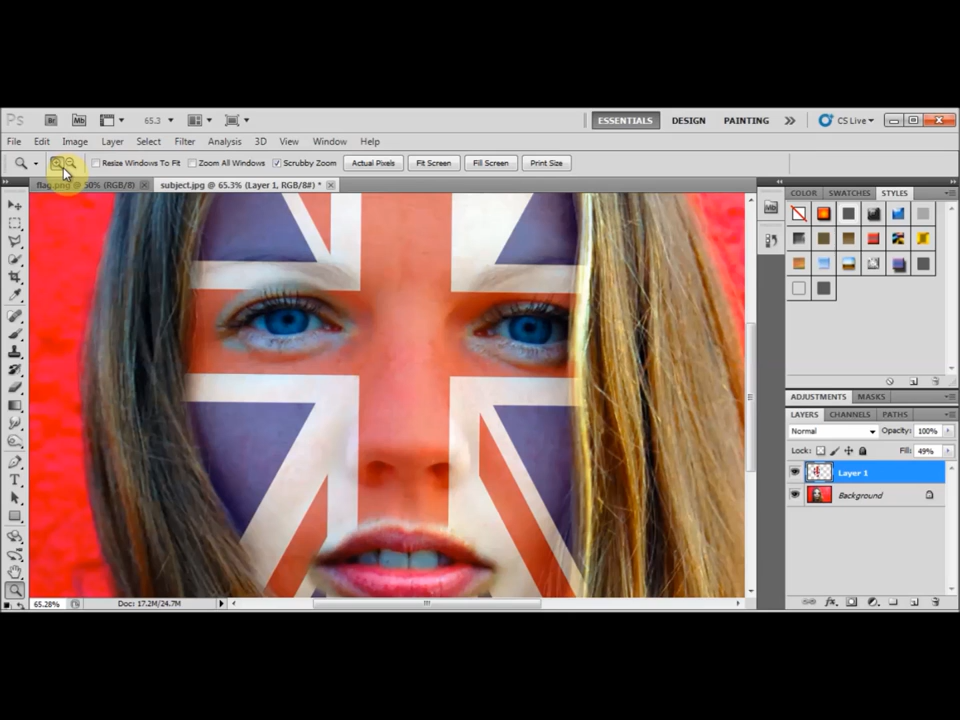 Ps Br Mb 65.3 ESSENTIALS DESIGN PAINTING CS Live
File Edit Image Layer Select Filter Analysis 3D View Window Help
Resize Windows To Fit Zoom All Windows Scrubby Zoom Actual Pixels Fit Screen Fill Screen Print Size
flag.png @ 50% (RGB/8) subject.jpg @ 65.3% (Layer 1, RGB/8#) *
COLOR SWATCHES STYLES
Mb
ADJUSTMENTS MASKS
LAYERS CHANNELS PATHS
Normal Opacity: 100%
Lock: Fill: 49%
Layer 1
Background
65.28% Doc: 17.2M/24.7M